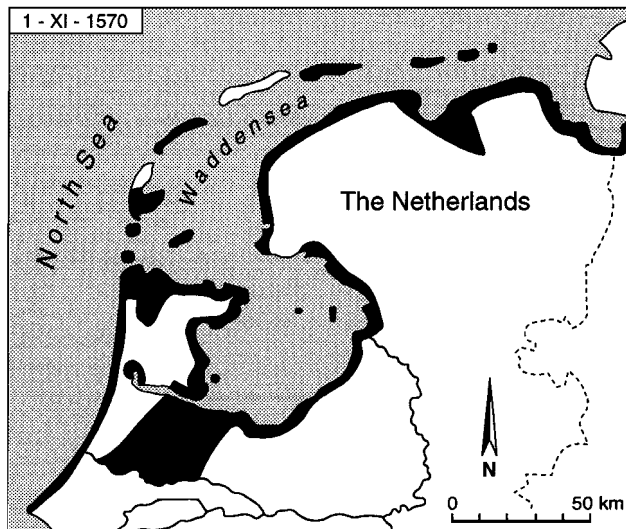 1 - XI - 1570
North Sea
Waddensea
The Netherlands
N
0 50 km